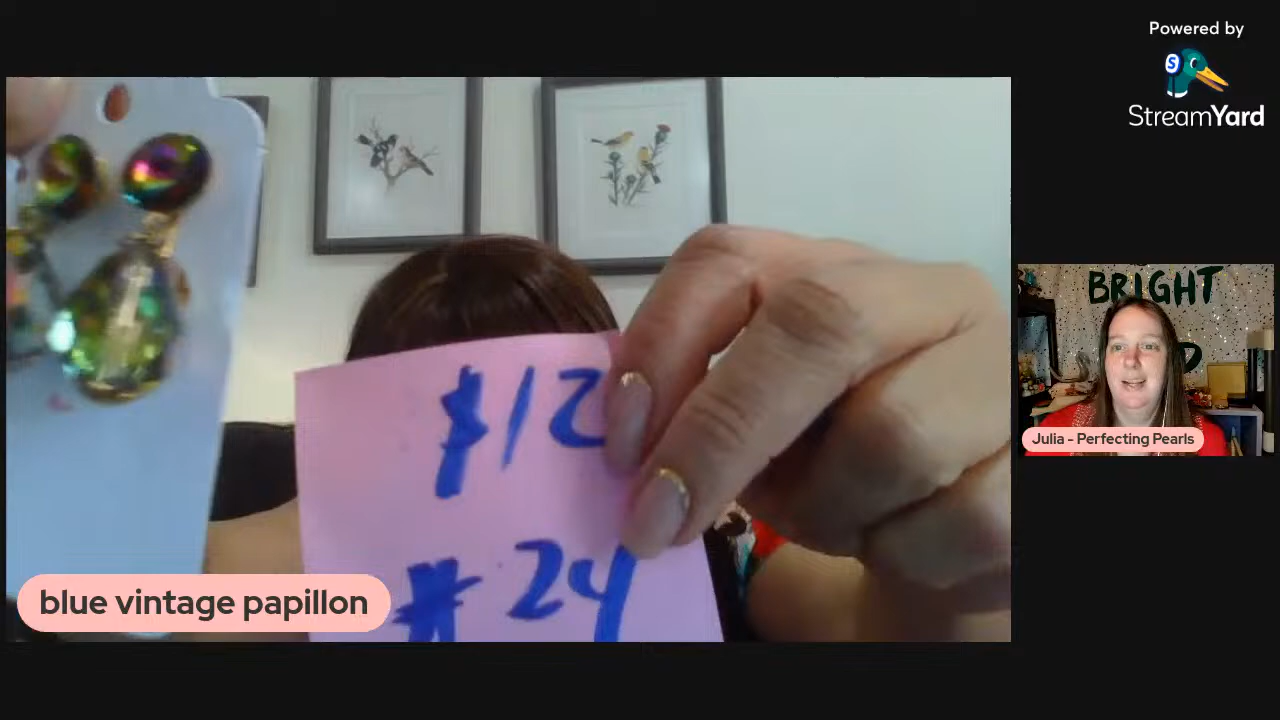 Powered by
StreamYard
$12
#24
blue vintage papillon
BRIGHT
Julia - Perfecting Pearls